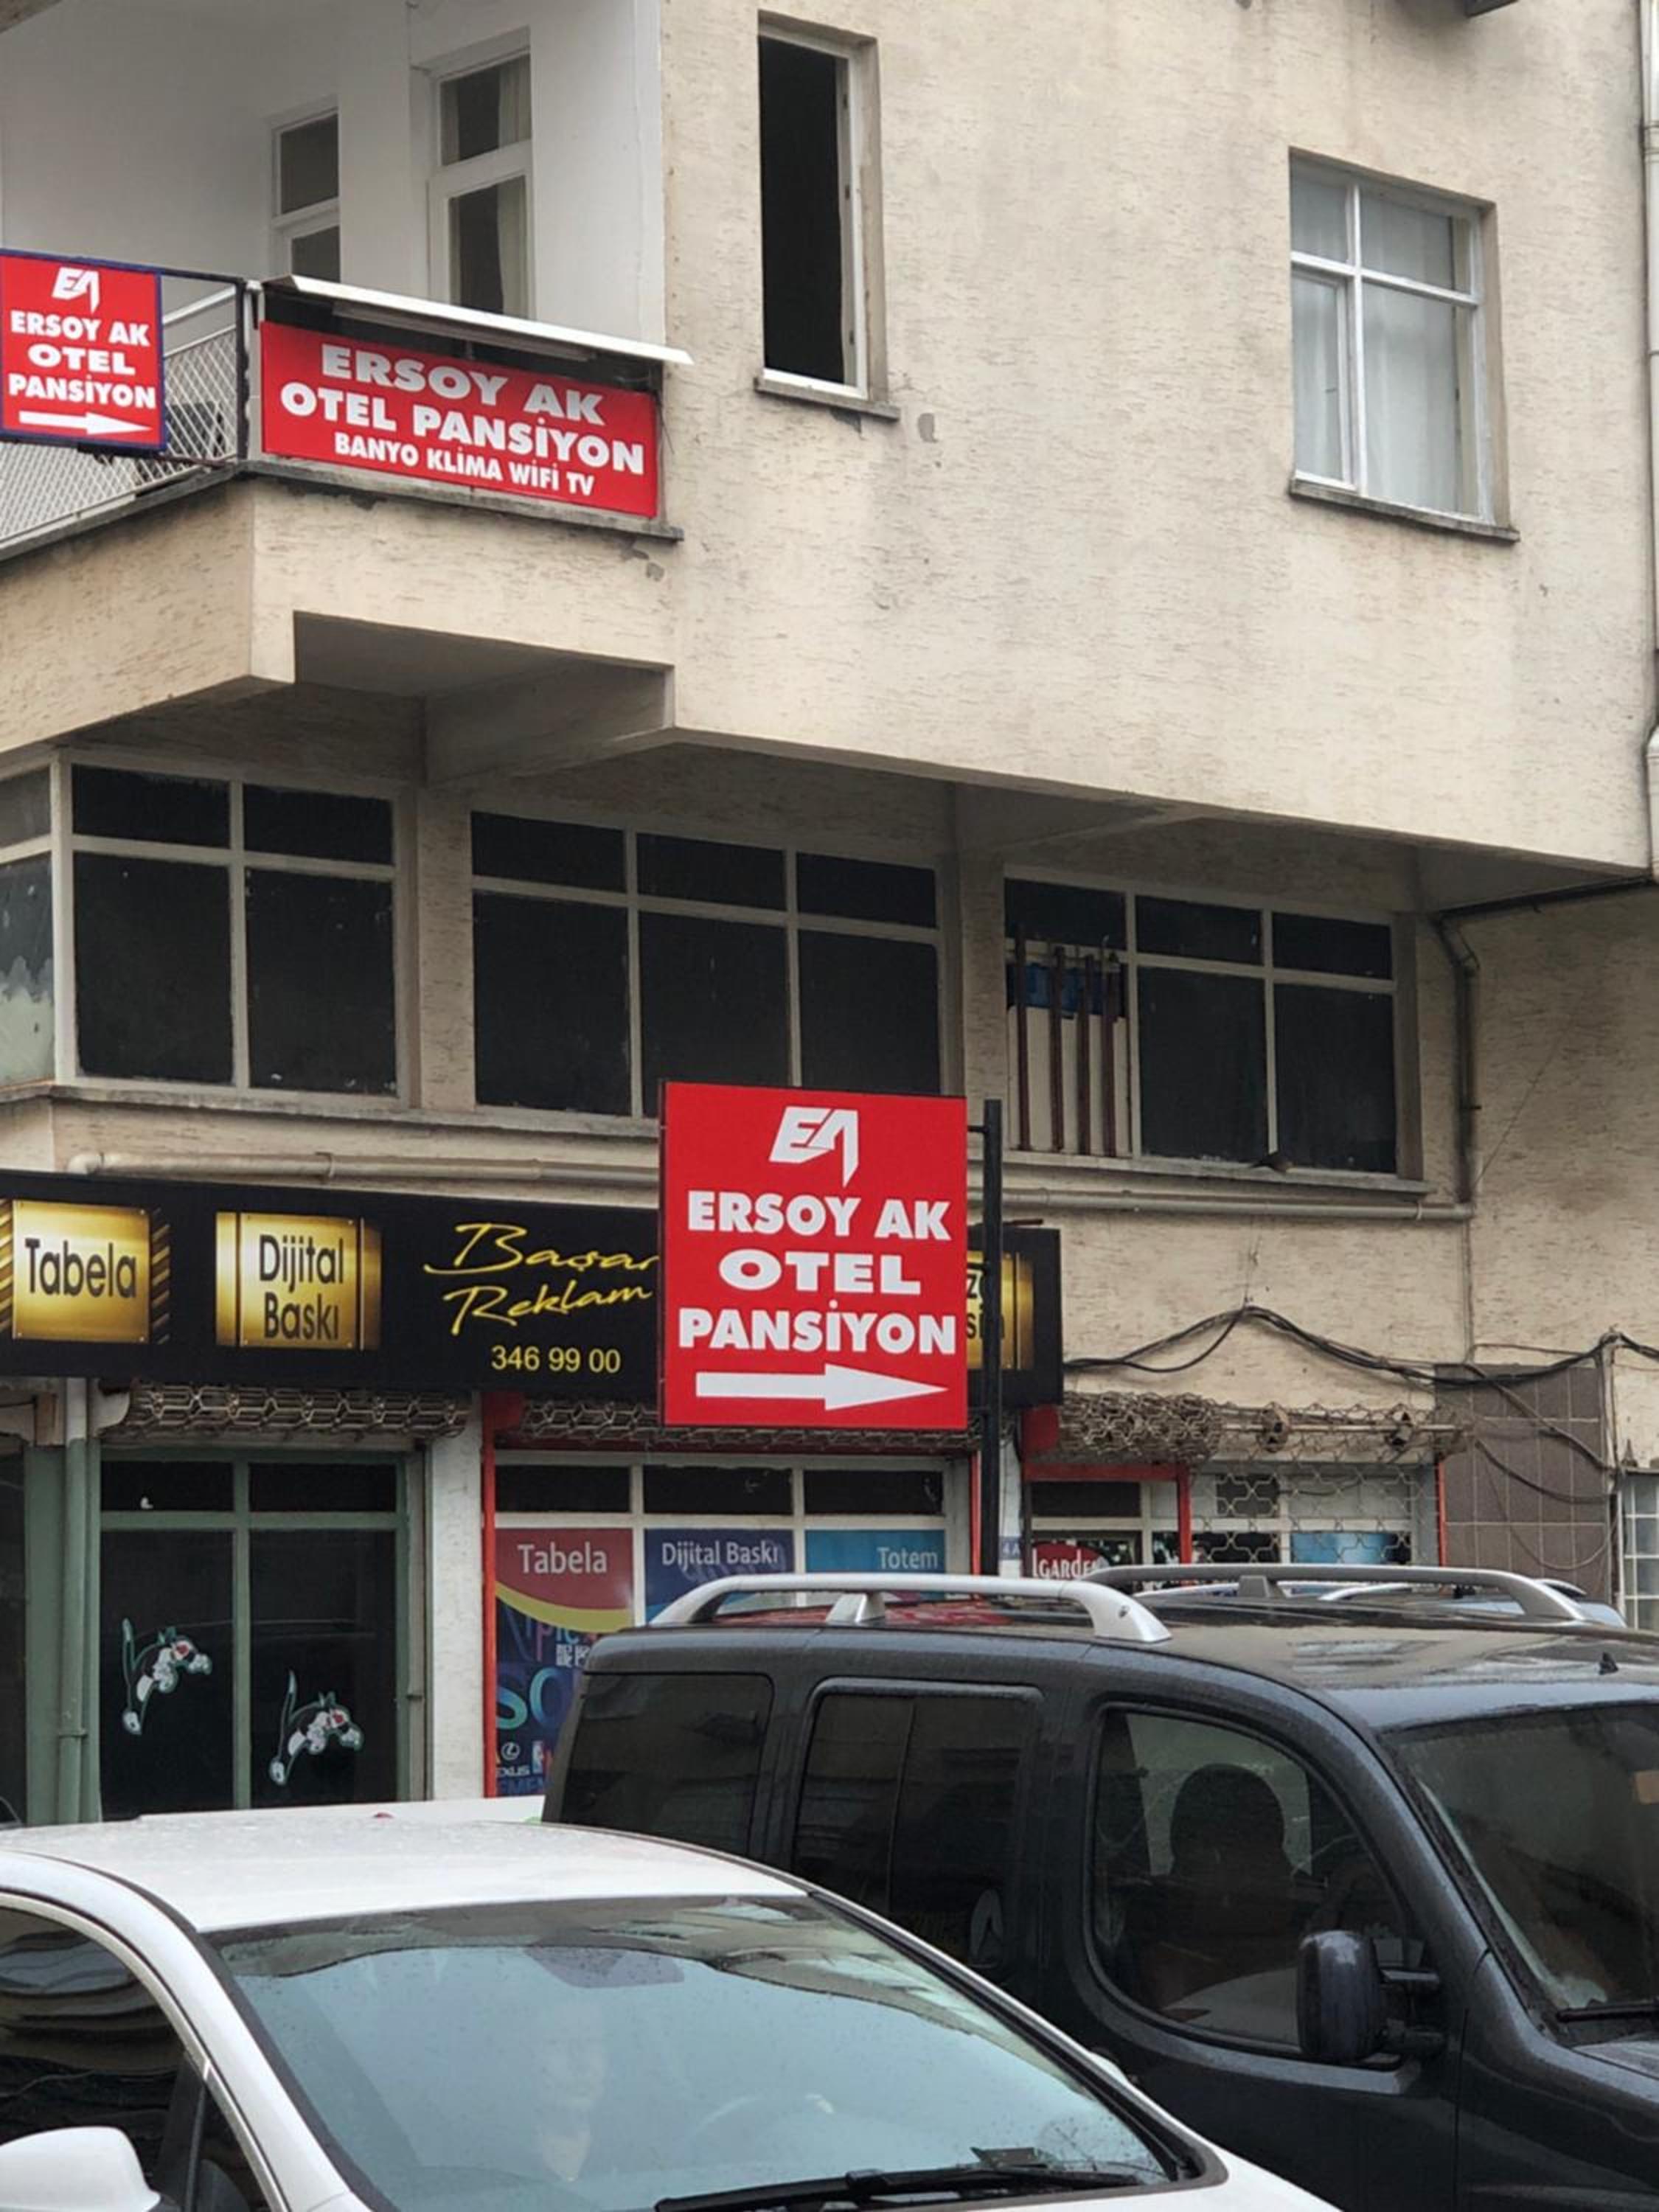 EA
ERSOY AK
OTEL
PANSİYON
ERSOY AK
OTEL PANSİYON
BANYO KLİMA WİFİ TV
EA
ERSOY AK
OTEL
PANSİYON
Tabela
Dijital
Baskı
Başar
Reklam
346 99 00
Tabela
Dijital Baskı
Totem